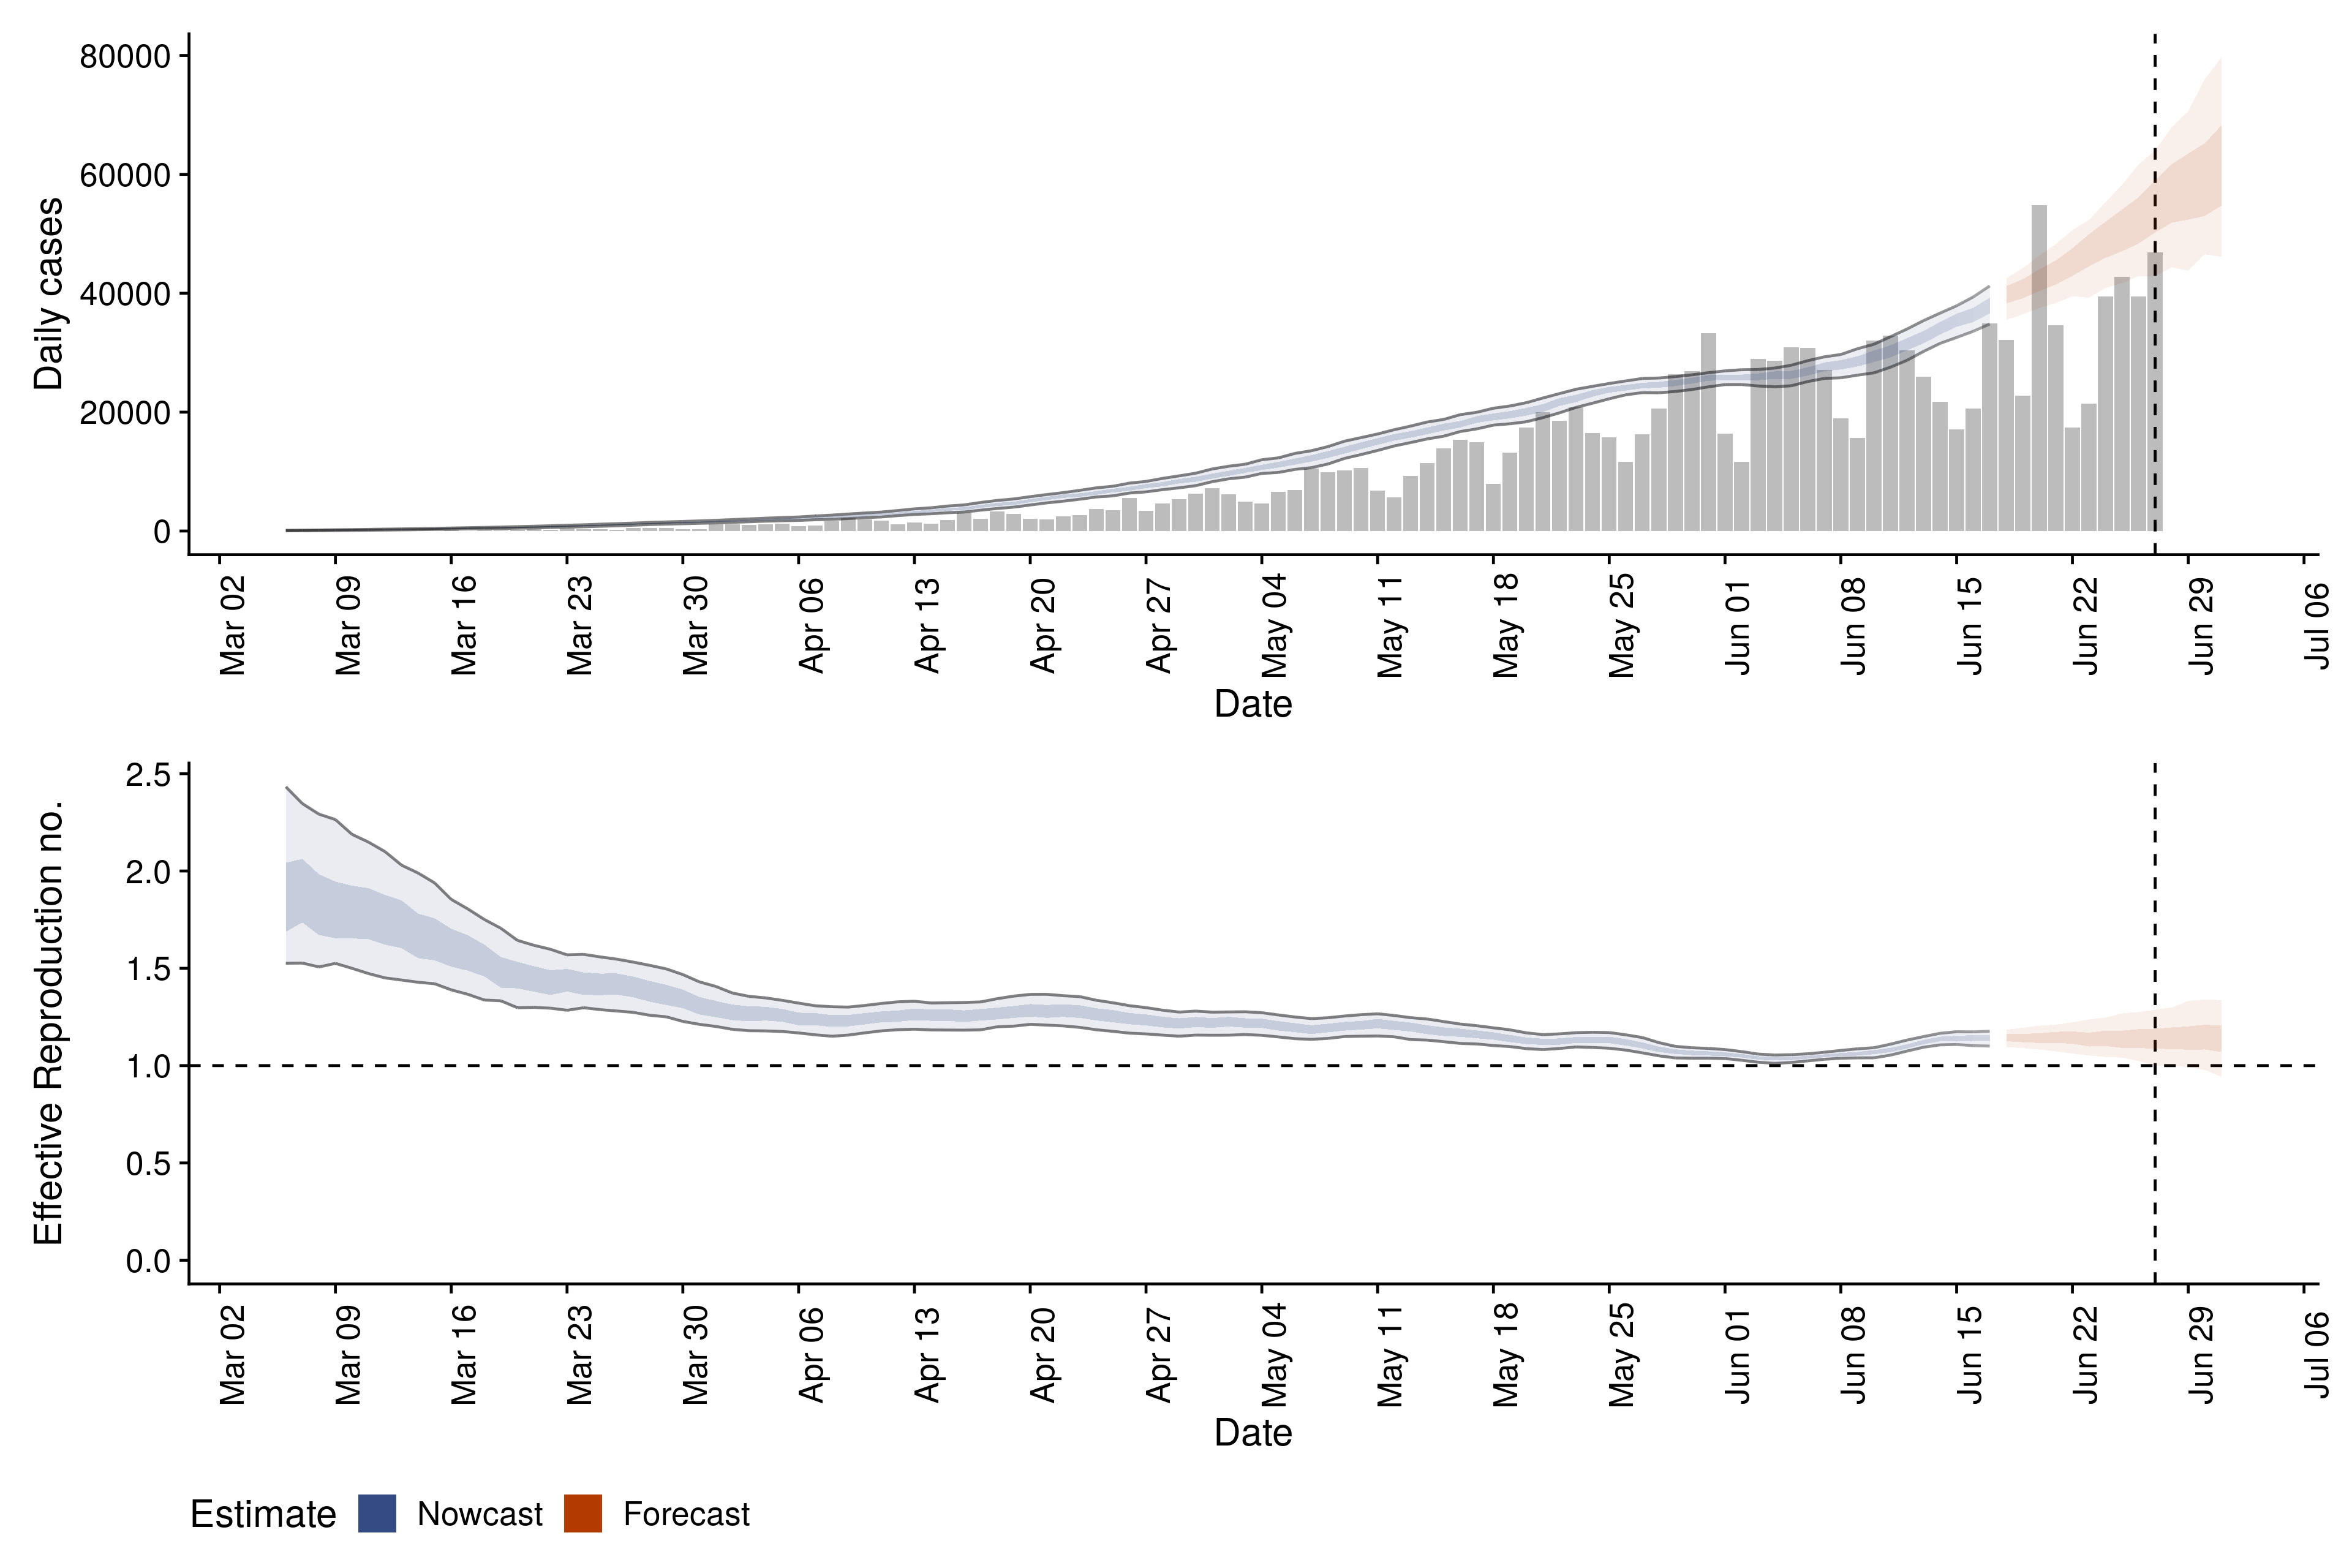 Daily cases
80000
60000
40000
20000
0
Mar 02 Mar 09 Mar 16 Mar 23 Mar 30 Apr 06 Apr 13 Apr 20 Apr 27 May 04 May 11 May 18 May 25 Jun 01 Jun 08 Jun 15 Jun 22 Jun 29 Jul 06
Date
Effective Reproduction no.
2.5
2.0
1.5
1.0
0.5
0.0
Mar 02 Mar 09 Mar 16 Mar 23 Mar 30 Apr 06 Apr 13 Apr 20 Apr 27 May 04 May 11 May 18 May 25 Jun 01 Jun 08 Jun 15 Jun 22 Jun 29 Jul 06
Date
Estimate Nowcast Forecast